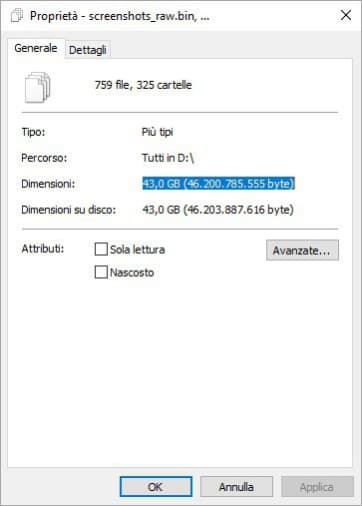 Proprietà - screenshots_raw.bin, ...
Generale Dettagli
759 file, 325 cartelle
Tipo: Più tipi
Percorso: Tutti in D:\
Dimensioni: 43,0 GB (46.200.785.555 byte)
Dimensioni su disco: 43,0 GB (46.203.887.616 byte)
Attributi: Sola lettura Avanzate...
Nascosto
OK Annulla Applica